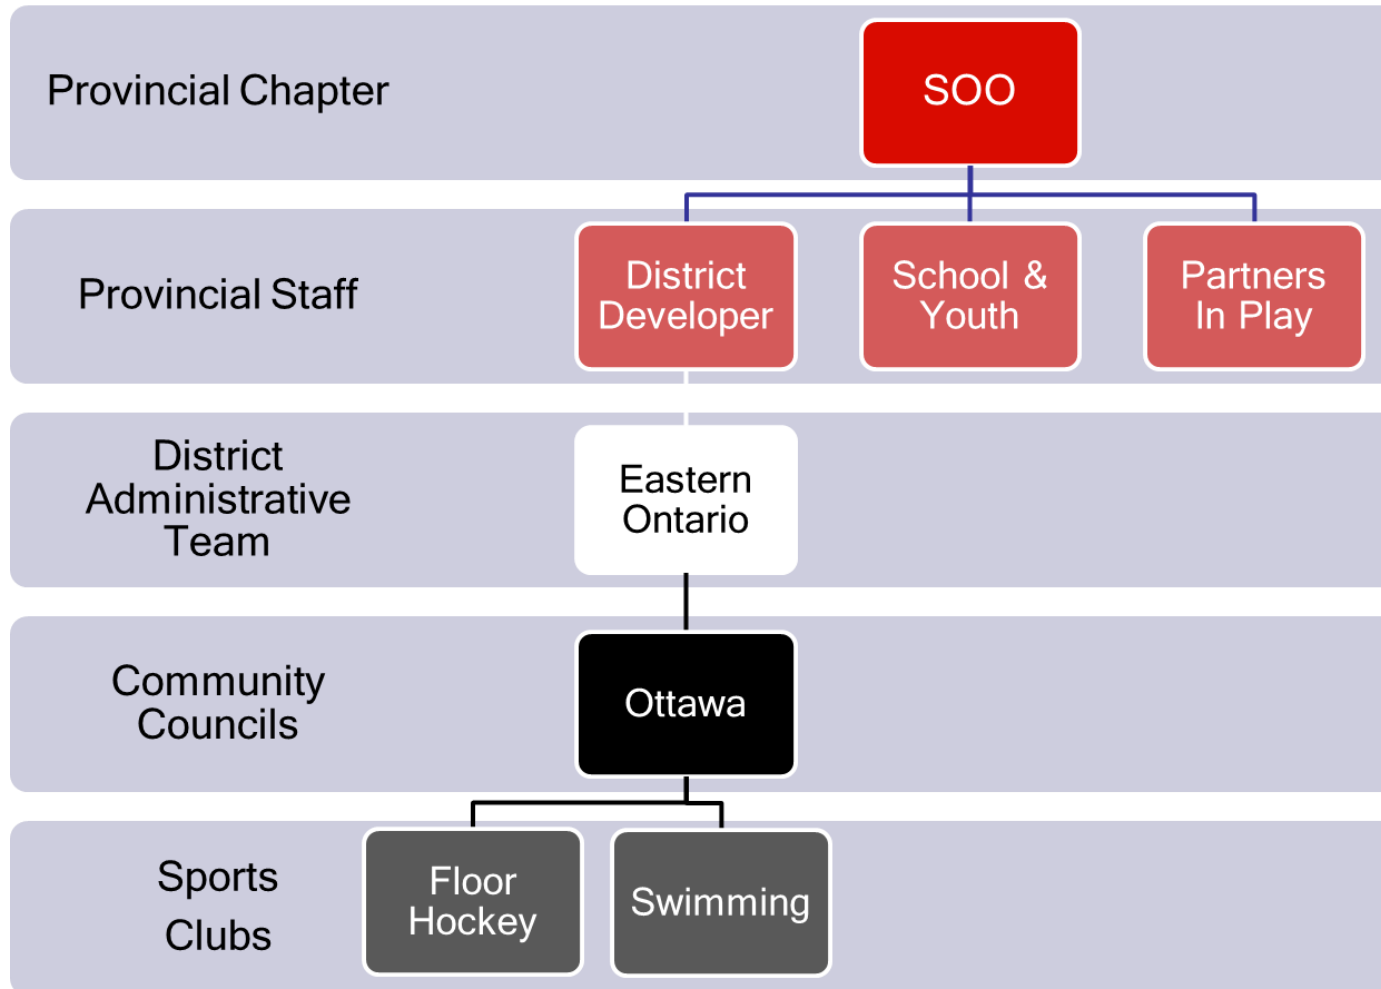 Provincial Chapter
SOO
Provincial Staff
District
Developer
School &
Youth
Partners
In Play
District
Administrative
Team
Eastern
Ontario
Community
Councils
Ottawa
Sports
Clubs
Floor
Hockey
Swimming